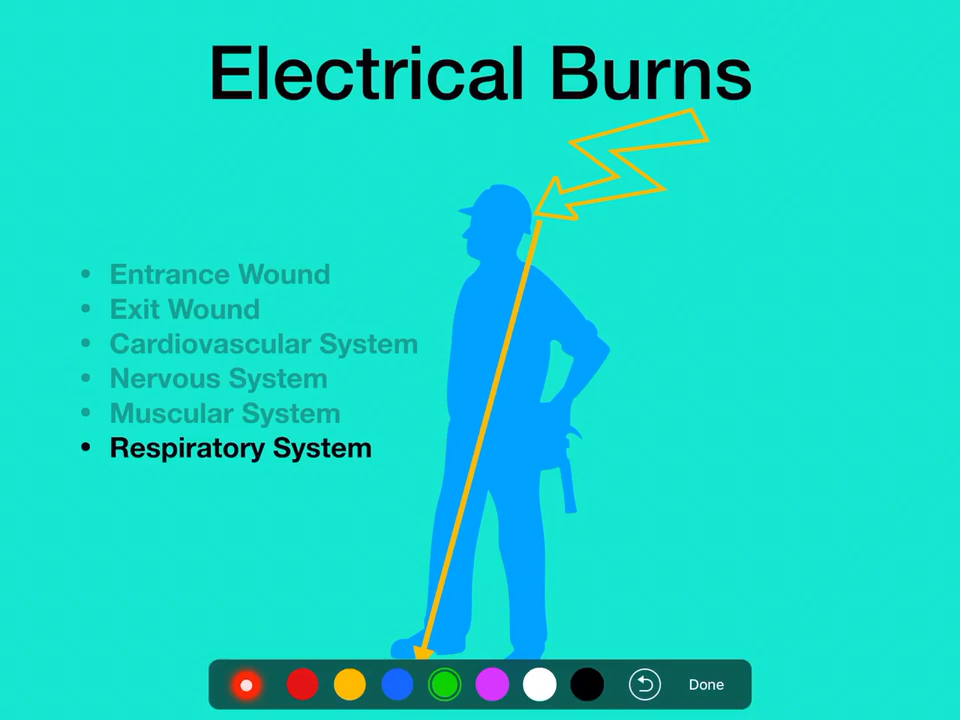 Electrical Burns
• Entrance Wound
• Exit Wound
• Cardiovascular System
• Nervous System
• Muscular System
• Respiratory System
Done